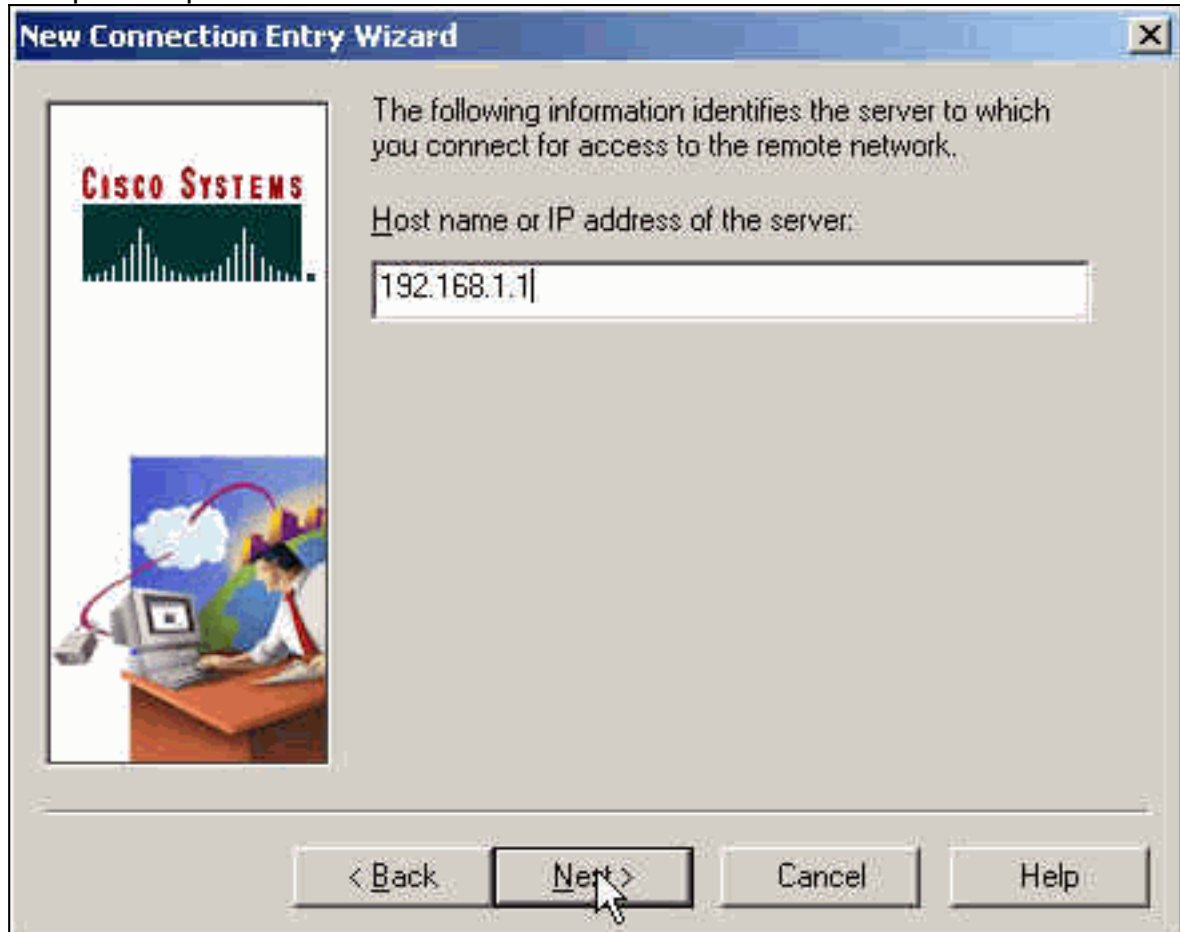 New Connection Entry Wizard
CISCO SYSTEMS
The following information identifies the server to which
you connect for access to the remote network.
Host name or IP address of the server:
192.168.1.1
< Back
Next >
Cancel
Help